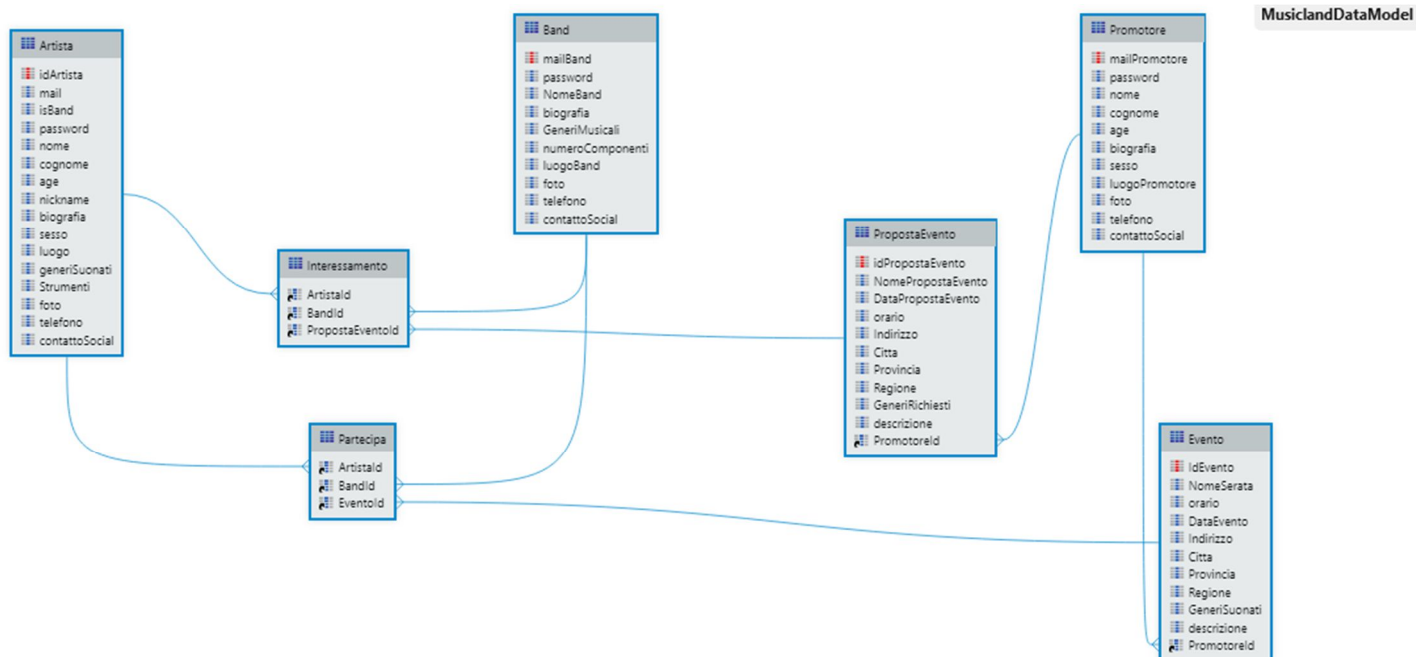 MusiclandDataModel
Artista
idArtista
mail
isBand
password
nome
cognome
age
nickname
biografia
sesso
luogo
generiSuonati
Strumenti
foto
telefono
contattoSocial
Band
mailBand
password
NomeBand
biografia
GeneriMusicali
numeroComponenti
luogoBand
foto
telefono
contattoSocial
Promotore
mailPromotore
password
nome
cognome
age
biografia
sesso
luogoPromotore
foto
telefono
contattoSocial
Interessamento
ArtistaId
BandId
PropostaEventoId
PropostaEvento
idPropostaEvento
NomePropostaEvento
DataPropostaEvento
orario
Indirizzo
Citta
Provincia
Regione
GeneriRichiesti
descrizione
PromotoreId
Partecipa
ArtistaId
BandId
EventoId
Evento
IdEvento
NomeSerata
orario
DataEvento
Indirizzo
Citta
Provincia
Regione
GeneriSuonati
descrizione
PromotoreId